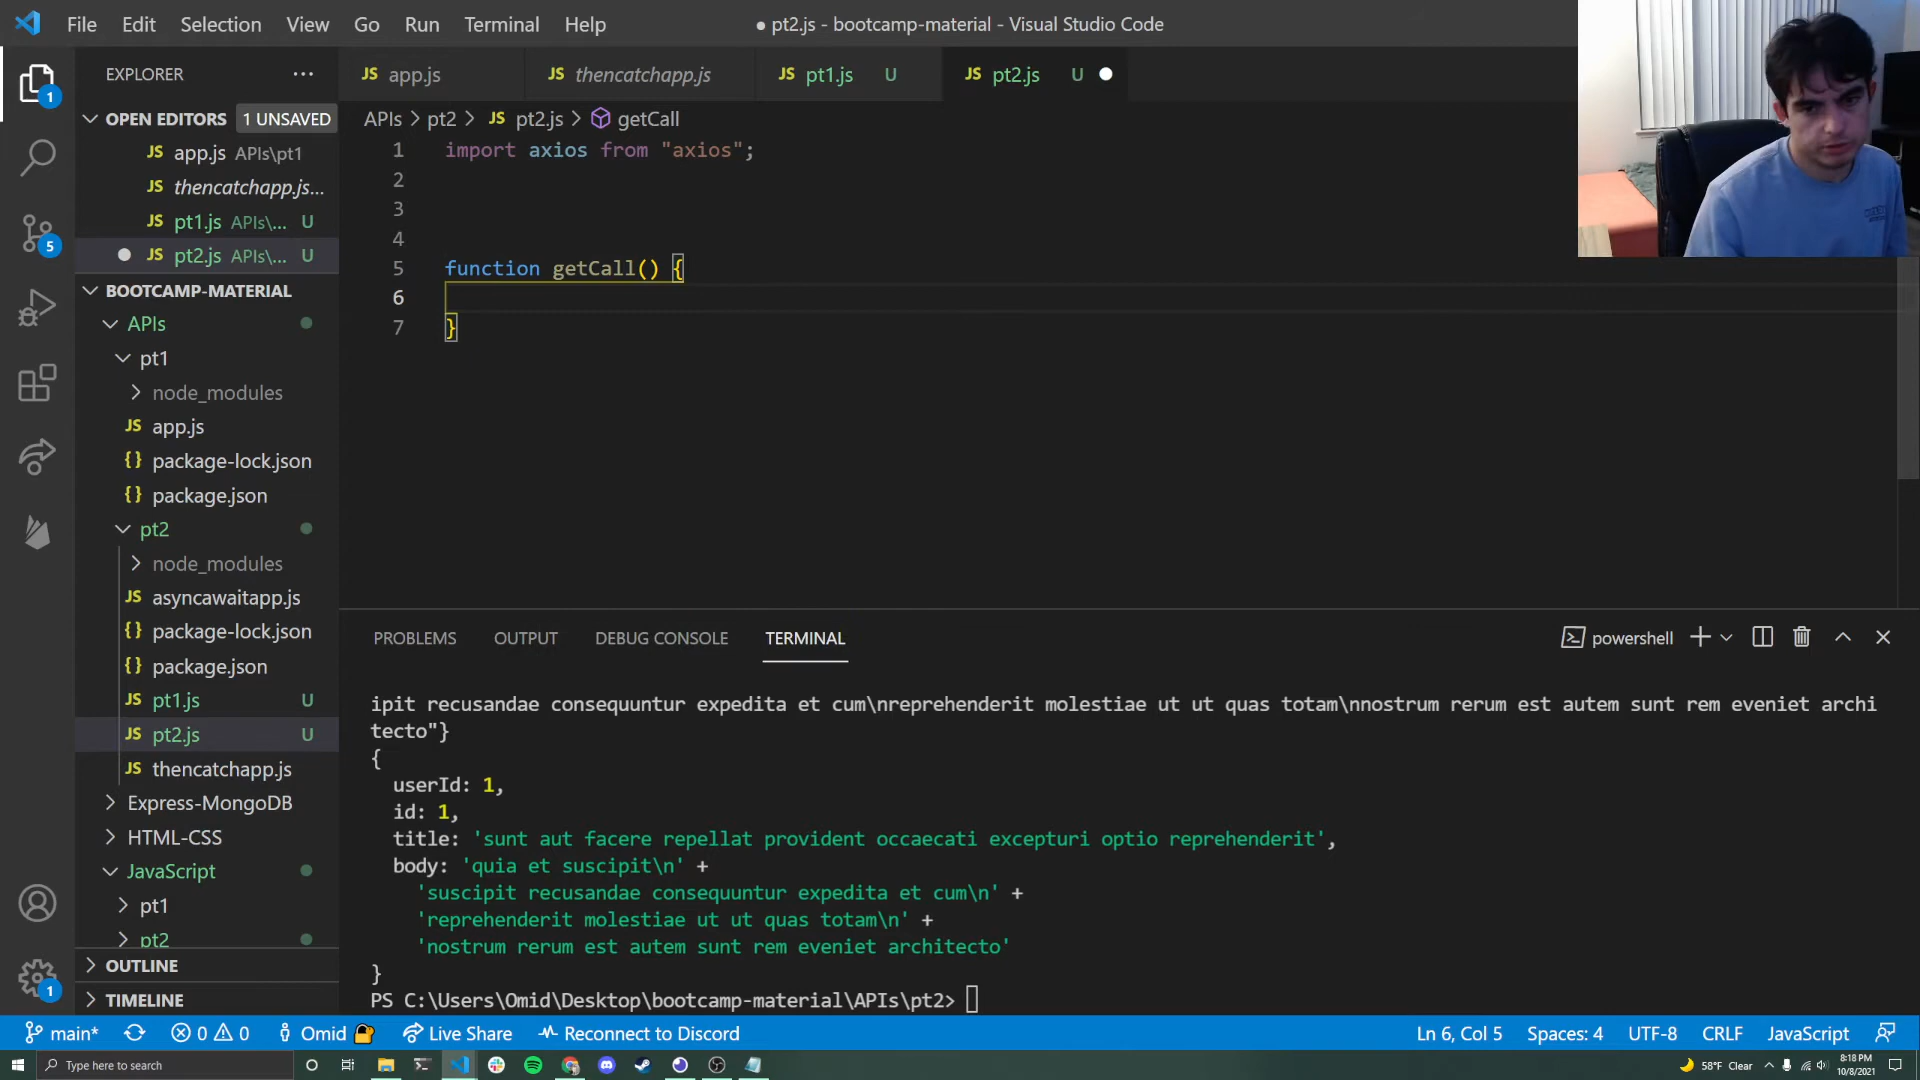 File Edit Selection View Go Run Terminal Help
● pt2.js - bootcamp-material - Visual Studio Code
EXPLORER ···
JS app.js
JS thencatchapp.js
JS pt1.js U
JS pt2.js U
OPEN EDITORS 1 UNSAVED
JS app.js APIs\pt1
JS thencatchapp.js...
JS pt1.js APIs\... U
JS pt2.js APIs\... U
BOOTCAMP-MATERIAL
APIs
pt1
node_modules
JS app.js
{} package-lock.json
{} package.json
pt2
node_modules
JS asyncawaitapp.js
{} package-lock.json
{} package.json
JS pt1.js U
JS pt2.js U
JS thencatchapp.js
Express-MongoDB
HTML-CSS
JavaScript
pt1
pt2
OUTLINE
TIMELINE
1
5
1
APIs > pt2 > JS pt2.js > getCall
1 import axios from "axios";
2
3
4
5 function getCall() {
6
7 }
PROBLEMS OUTPUT DEBUG CONSOLE TERMINAL
powershell
ipit recusandae consequuntur expedita et cum\nreprehenderit molestiae ut ut quas totam\nnostrum rerum est autem sunt rem eveniet archi
tecto"}
{
userId: 1,
id: 1,
title: 'sunt aut facere repellat provident occaecati excepturi optio reprehenderit',
body: 'quia et suscipit\n' +
'suscipit recusandae consequuntur expedita et cum\n' +
'reprehenderit molestiae ut ut quas totam\n' +
'nostrum rerum est autem sunt rem eveniet architecto'
}
PS C:\Users\Omid\Desktop\bootcamp-material\APIs\pt2>
main* 0 0 Omid Live Share Reconnect to Discord
Ln 6, Col 5 Spaces: 4 UTF-8 CRLF JavaScript
Type here to search
58°F Clear
8:18 PM
10/8/2021